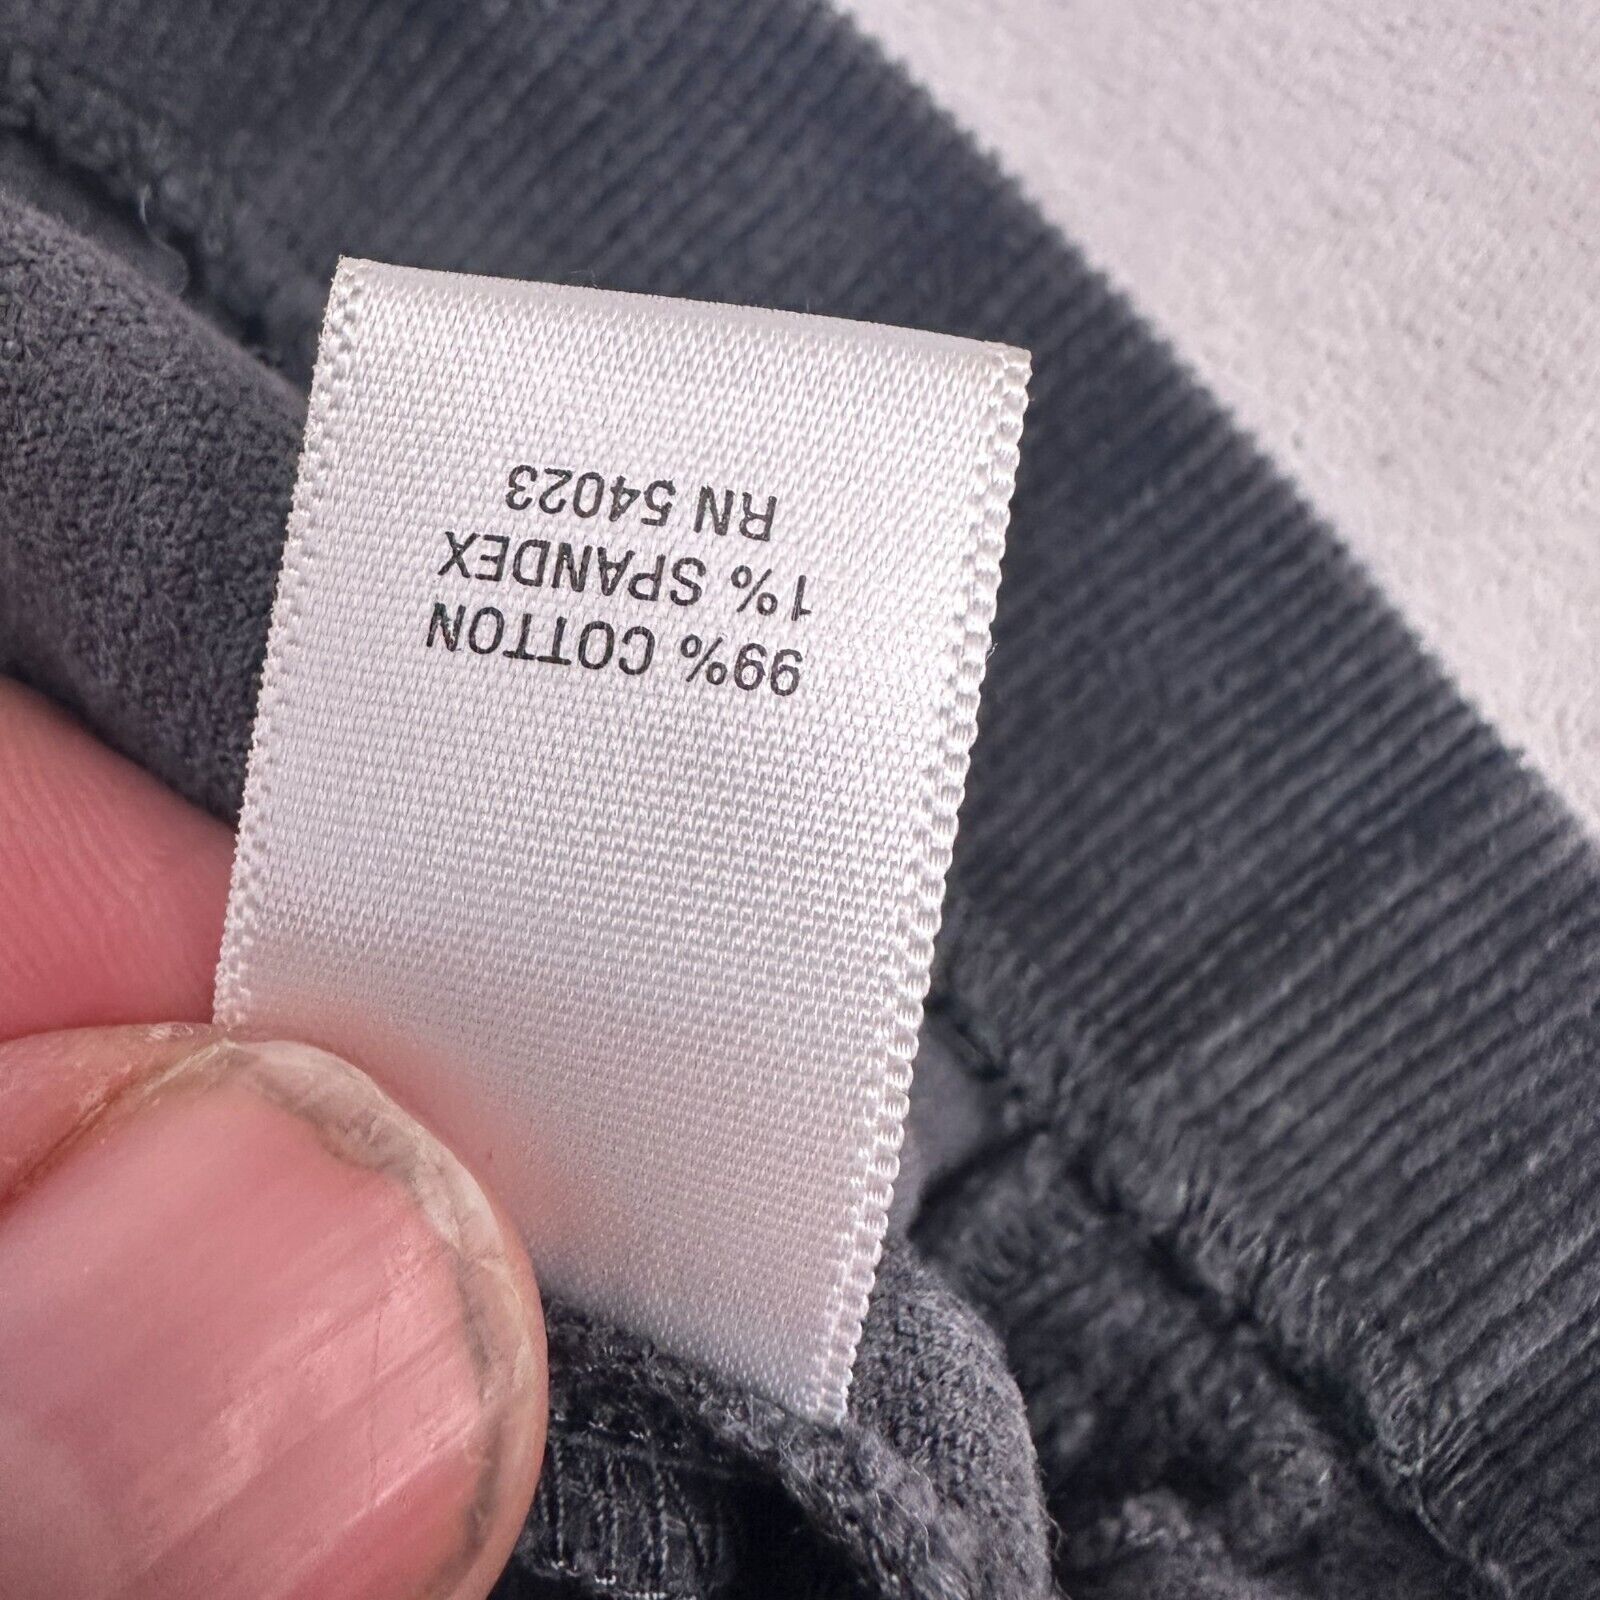 99% COTTON
1% SPANDEX
RN 54023